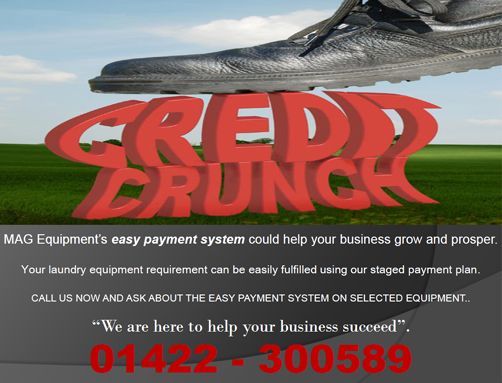 CREDIT
CRUNCH
MAG Equipment's easy payment system could help your business grow and prosper.
Your laundry equipment requirement can be easily fulfilled using our staged payment plan.
CALL US NOW AND ASK ABOUT THE EASY PAYMENT SYSTEM ON SELECTED EQUIPMENT..
“We are here to help your business succeed”.
01422 - 300589